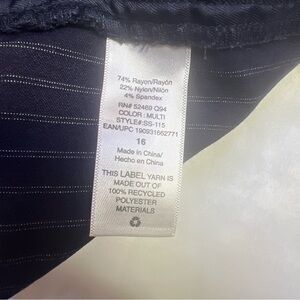 74% Rayon/Rayón
22% Nylon/Nilón
4% Spandex
RN# 52469 Q94
COLOR : MULTI
STYLE#:SS-115
EAN/UPC 190931662771
16
Made in China/
Hecho en China
THIS LABEL YARN IS
MADE OUT OF
100% RECYCLED
POLYESTER
MATERIALS